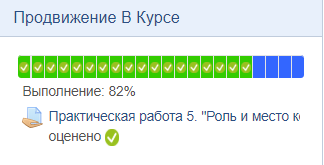 Продвижение В Курсе
Выполнение: 82%
Практическая работа 5. "Роль и место
оценено